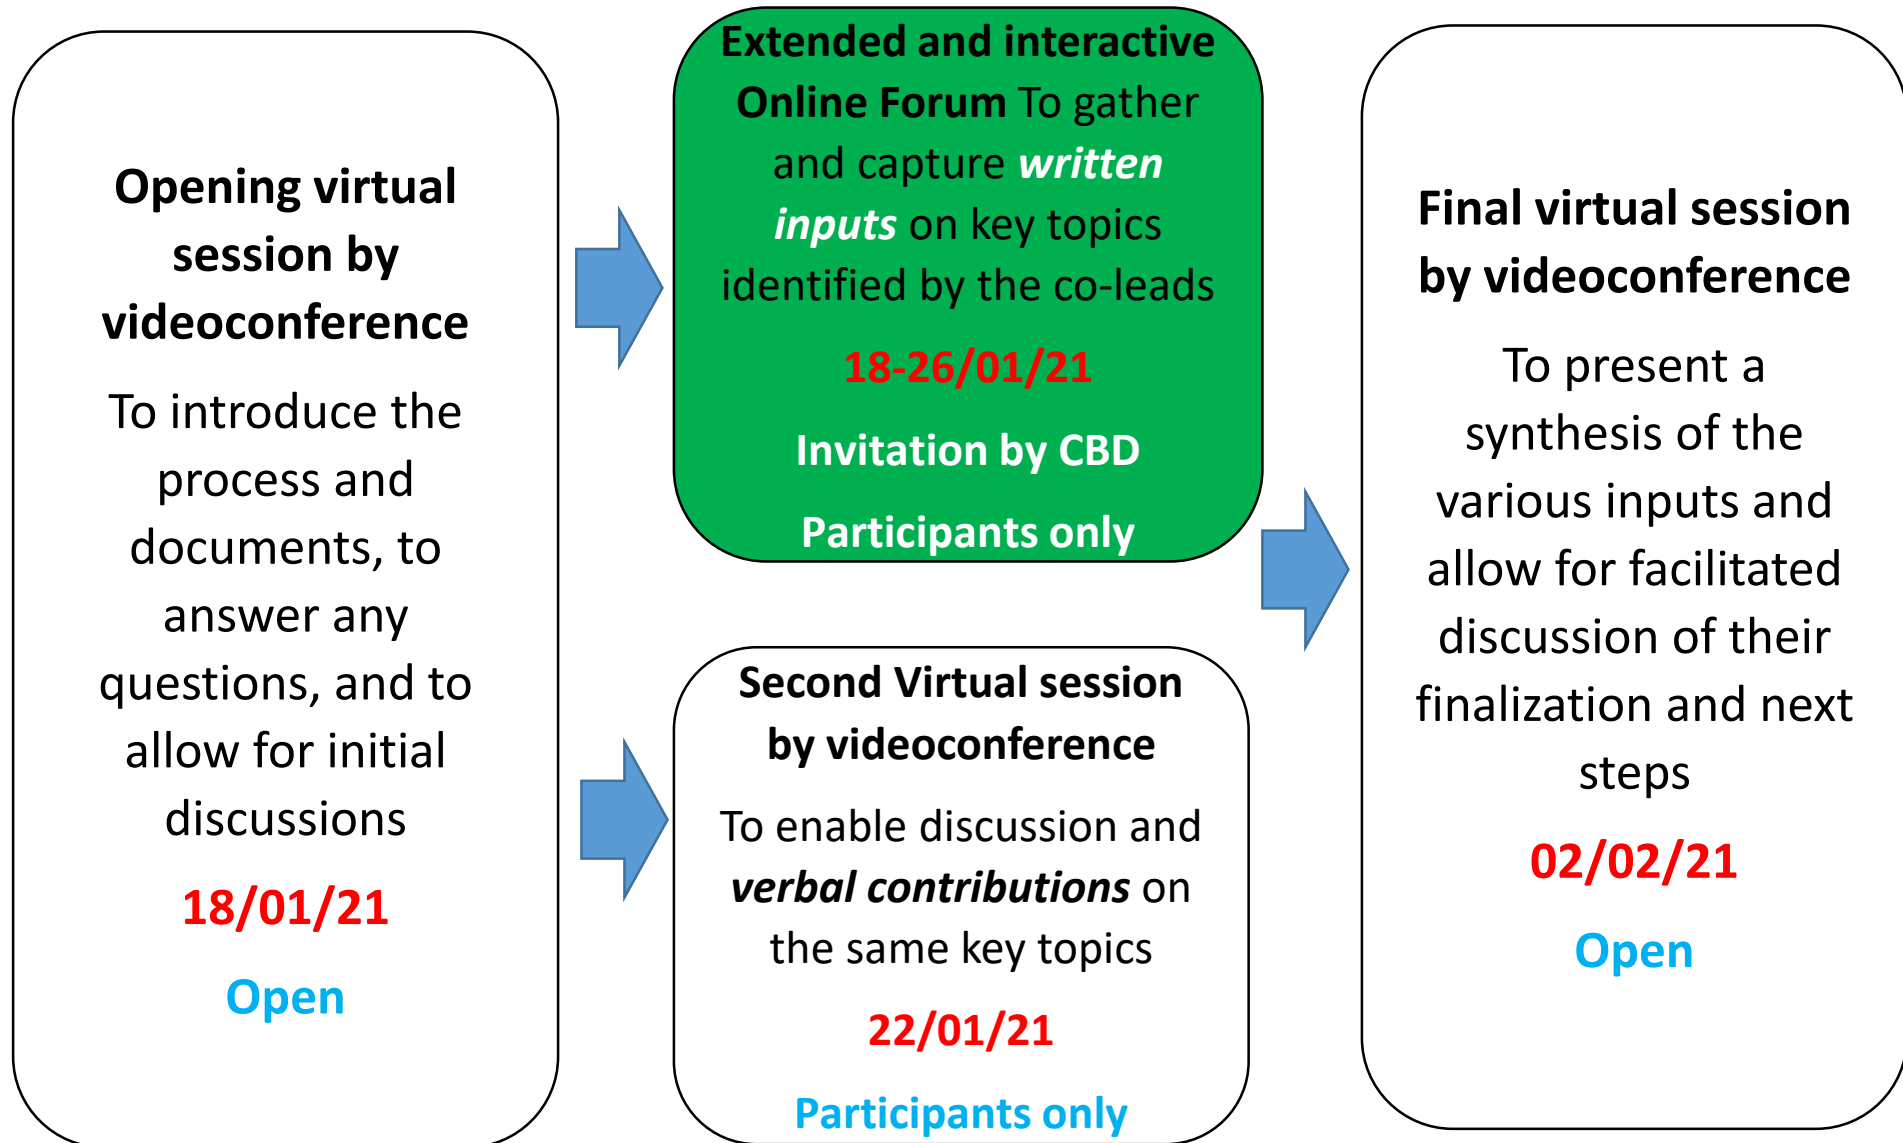 Opening virtual
session by
videoconference
To introduce the
process and
documents, to
answer any
questions, and to
allow for initial
discussions
18/01/21
Open
Extended and interactive
Online Forum To gather
and capture written
inputs on key topics
identified by the co-leads
18-26/01/21
Invitation by CBD
Participants only
Second Virtual session
by videoconference
To enable discussion and
verbal contributions on
the same key topics
22/01/21
Participants only
Final virtual session
by videoconference
To present a
synthesis of the
various inputs and
allow for facilitated
discussion of their
finalization and next
steps
02/02/21
Open